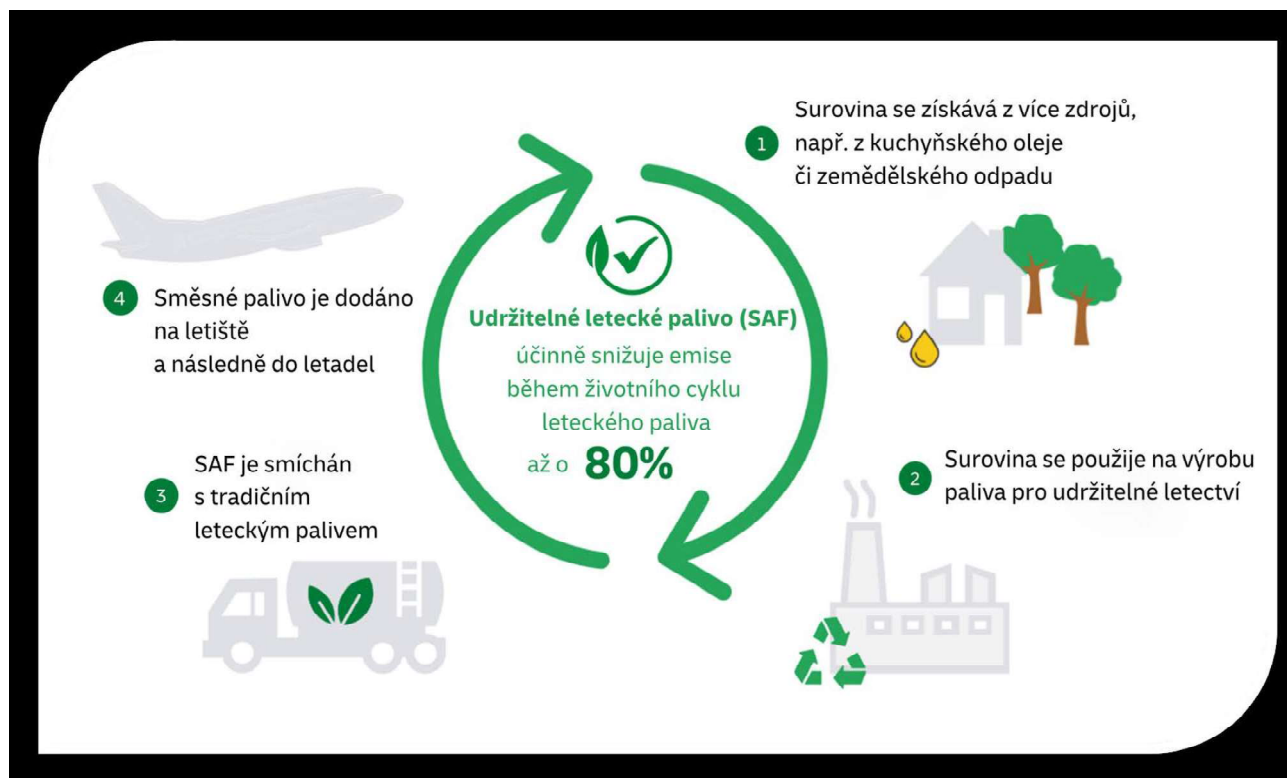 1
Surovina se získává z více zdrojů,
např. z kuchyňského oleje
či zemědělského odpadu
2
Surovina se použije na výrobu
paliva pro udržitelné letectví
3
SAF je smíchán
s tradičním
leteckým palivem
4
Směsné palivo je dodáno
na letiště
a následně do letadel
Udržitelné letecké palivo (SAF)
účinně snižuje emise
během životního cyklu
leteckého paliva
až o 80%